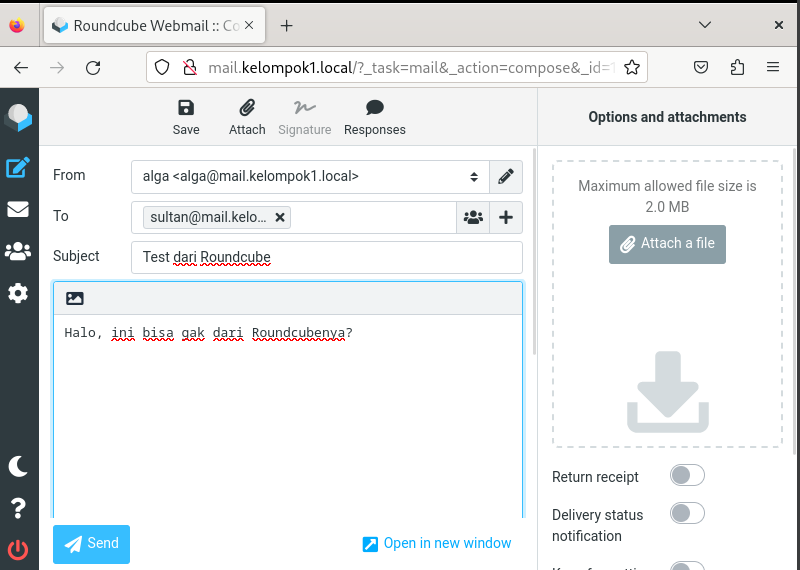 Roundcube Webmail :: Co
mail.kelompok1.local/?_task=mail&_action=compose&_id=1
Save
Attach
Signature
Responses
Options and attachments
From
alga <alga@mail.kelompok1.local>
To
sultan@mail.kelo...
Subject
Test dari Roundcube
Halo, ini bisa gak dari Roundcubenya?
Send
Open in new window
Maximum allowed file size is
2.0 MB
Attach a file
Return receipt
Delivery status
notification